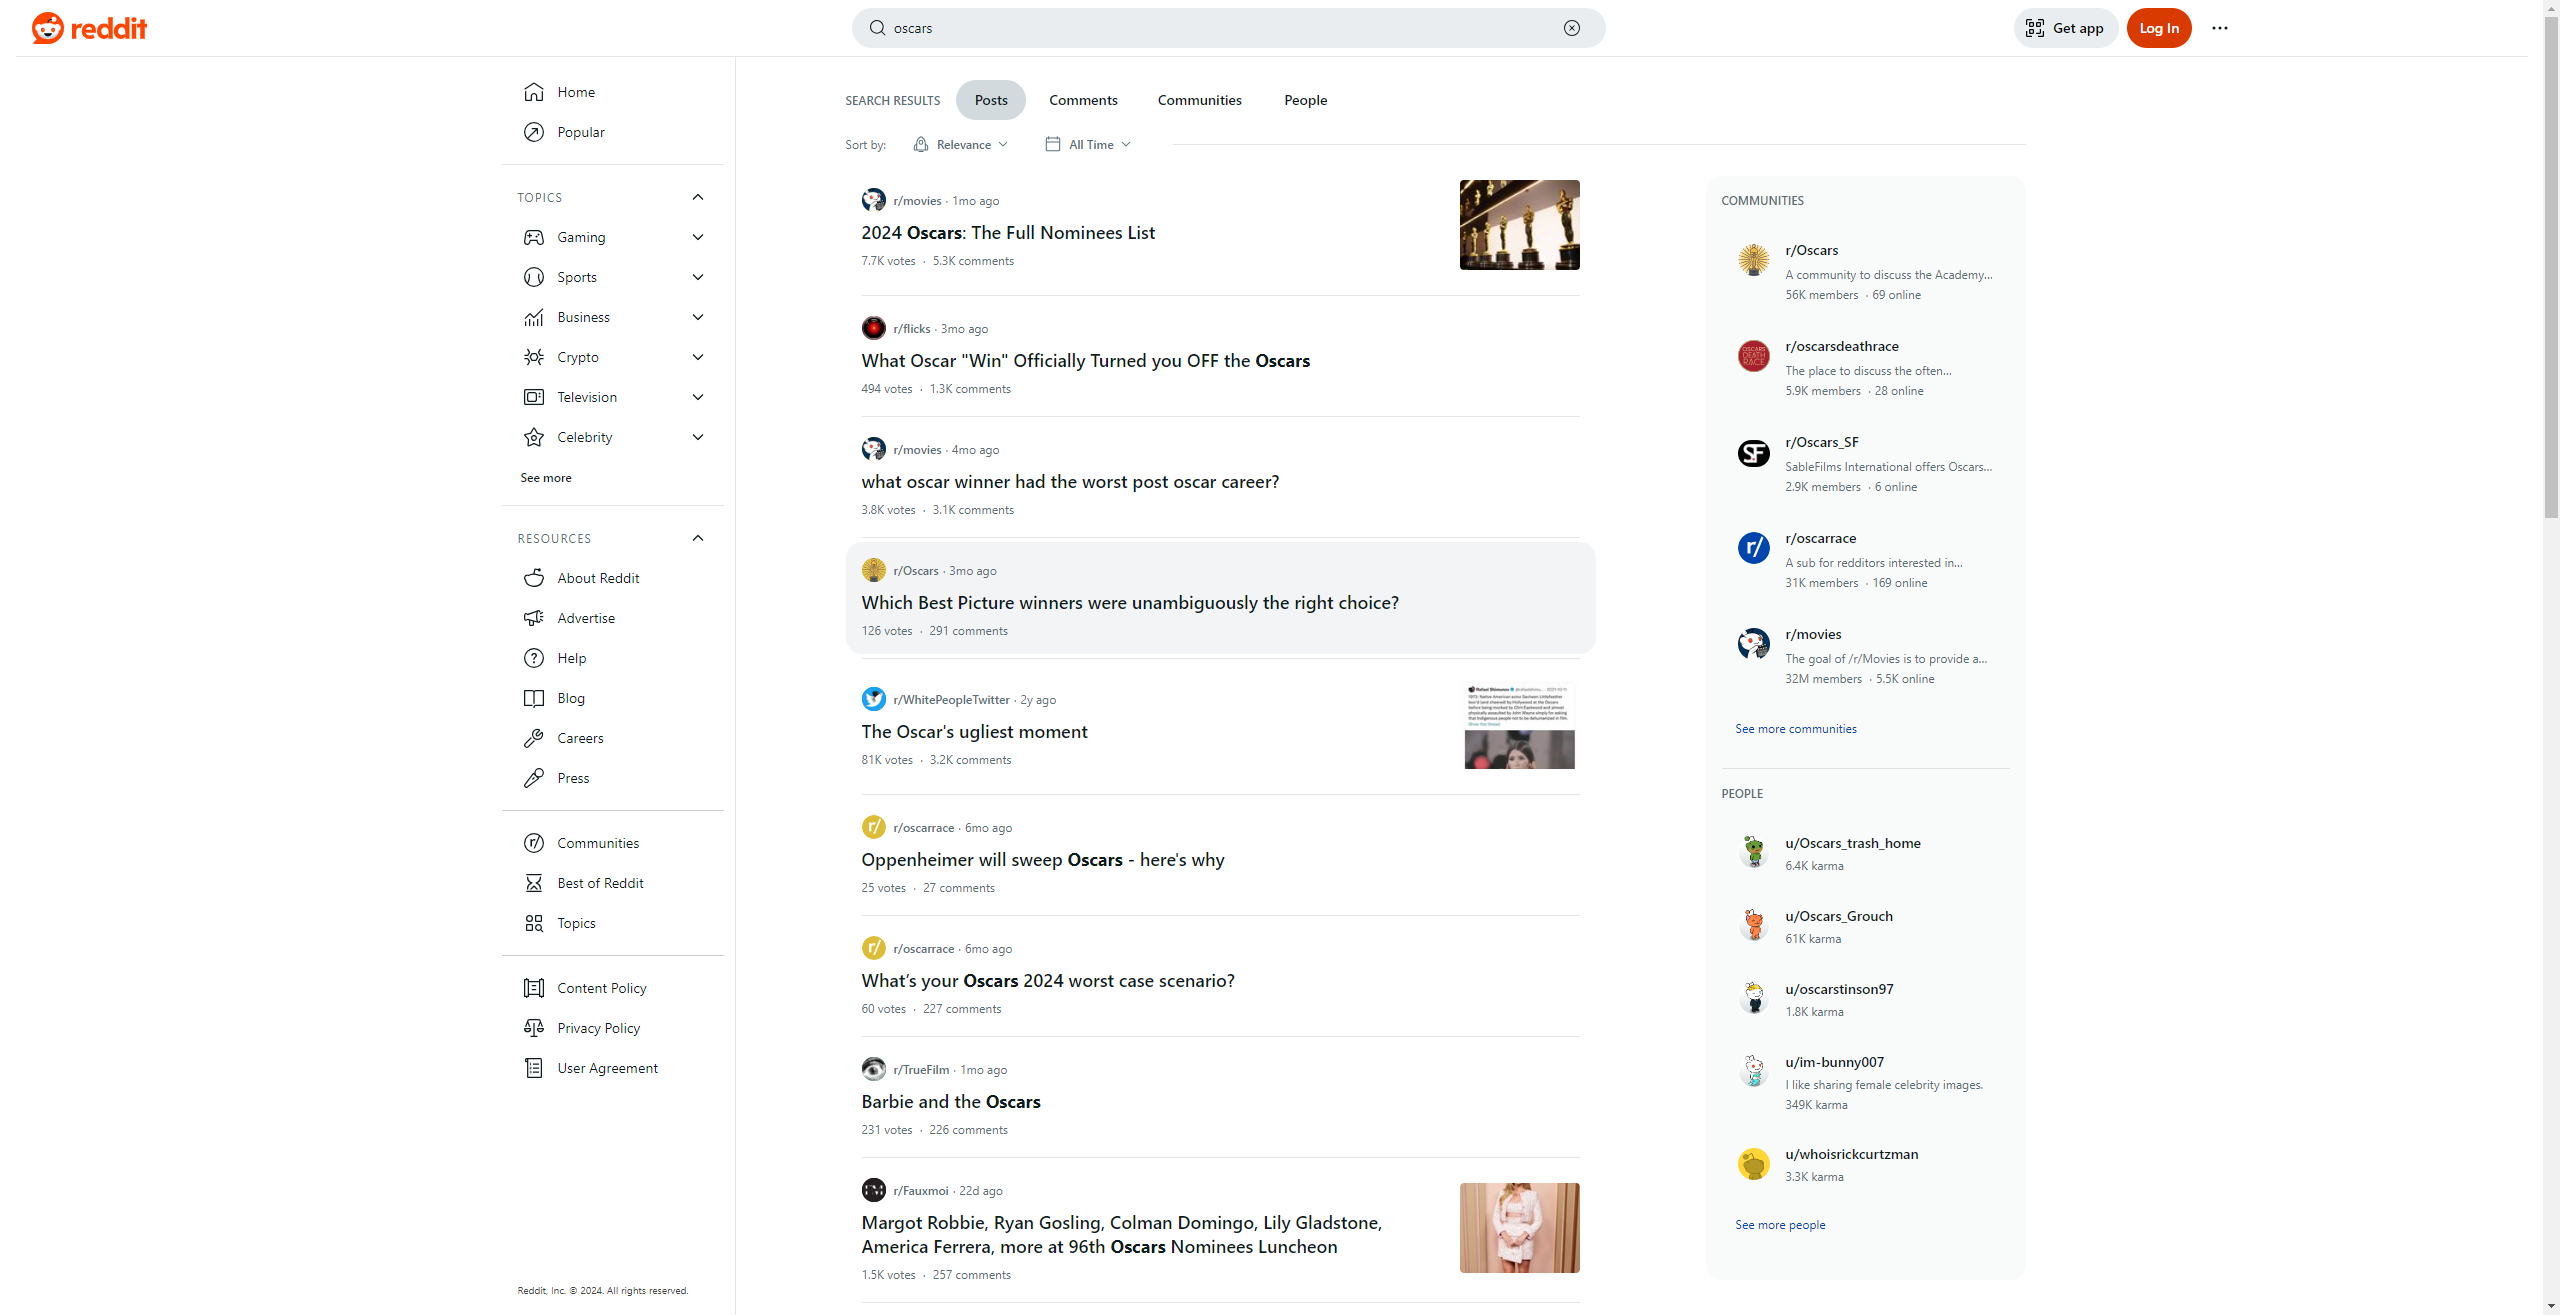 reddit
oscars
Get app
Log In
Home
Popular
TOPICS
Gaming
Sports
Business
Crypto
Television
Celebrity
See more
RESOURCES
About Reddit
Advertise
Help
Blog
Careers
Press
Communities
Best of Reddit
Topics
Content Policy
Privacy Policy
User Agreement
Reddit, Inc. © 2024. All rights reserved.
SEARCH RESULTS
Posts
Comments
Communities
People
Sort by:
Relevance
All Time
r/movies · 1mo ago
2024 Oscars: The Full Nominees List
7.7K votes · 5.3K comments
r/flicks · 3mo ago
What Oscar "Win" Officially Turned you OFF the Oscars
494 votes · 1.3K comments
r/movies · 4mo ago
what oscar winner had the worst post oscar career?
3.8K votes · 3.1K comments
r/Oscars · 3mo ago
Which Best Picture winners were unambiguously the right choice?
126 votes · 291 comments
r/WhitePeopleTwitter · 2y ago
The Oscar's ugliest moment
81K votes · 3.2K comments
r/oscarrace · 6mo ago
Oppenheimer will sweep Oscars - here's why
25 votes · 27 comments
r/oscarrace · 6mo ago
What’s your Oscars 2024 worst case scenario?
60 votes · 227 comments
r/TrueFilm · 1mo ago
Barbie and the Oscars
231 votes · 226 comments
r/Fauxmoi · 22d ago
Margot Robbie, Ryan Gosling, Colman Domingo, Lily Gladstone,
America Ferrera, more at 96th Oscars Nominees Luncheon
1.5K votes · 257 comments
COMMUNITIES
r/Oscars
A community to discuss the Academy...
56K members · 69 online
OSCARS
DEATH
RACE
r/oscarsdeathrace
The place to discuss the often...
5.9K members · 28 online
SF
r/Oscars_SF
SableFilms International offers Oscars...
2.9K members · 6 online
r/
r/oscarrace
A sub for redditors interested in...
31K members · 169 online
r/movies
The goal of /r/Movies is to provide a...
32M members · 5.5K online
See more communities
PEOPLE
u/Oscars_trash_home
6.4K karma
u/Oscars_Grouch
61K karma
u/oscarstinson97
1.8K karma
u/im-bunny007
I like sharing female celebrity images.
349K karma
u/whoisrickcurtzman
3.3K karma
See more people